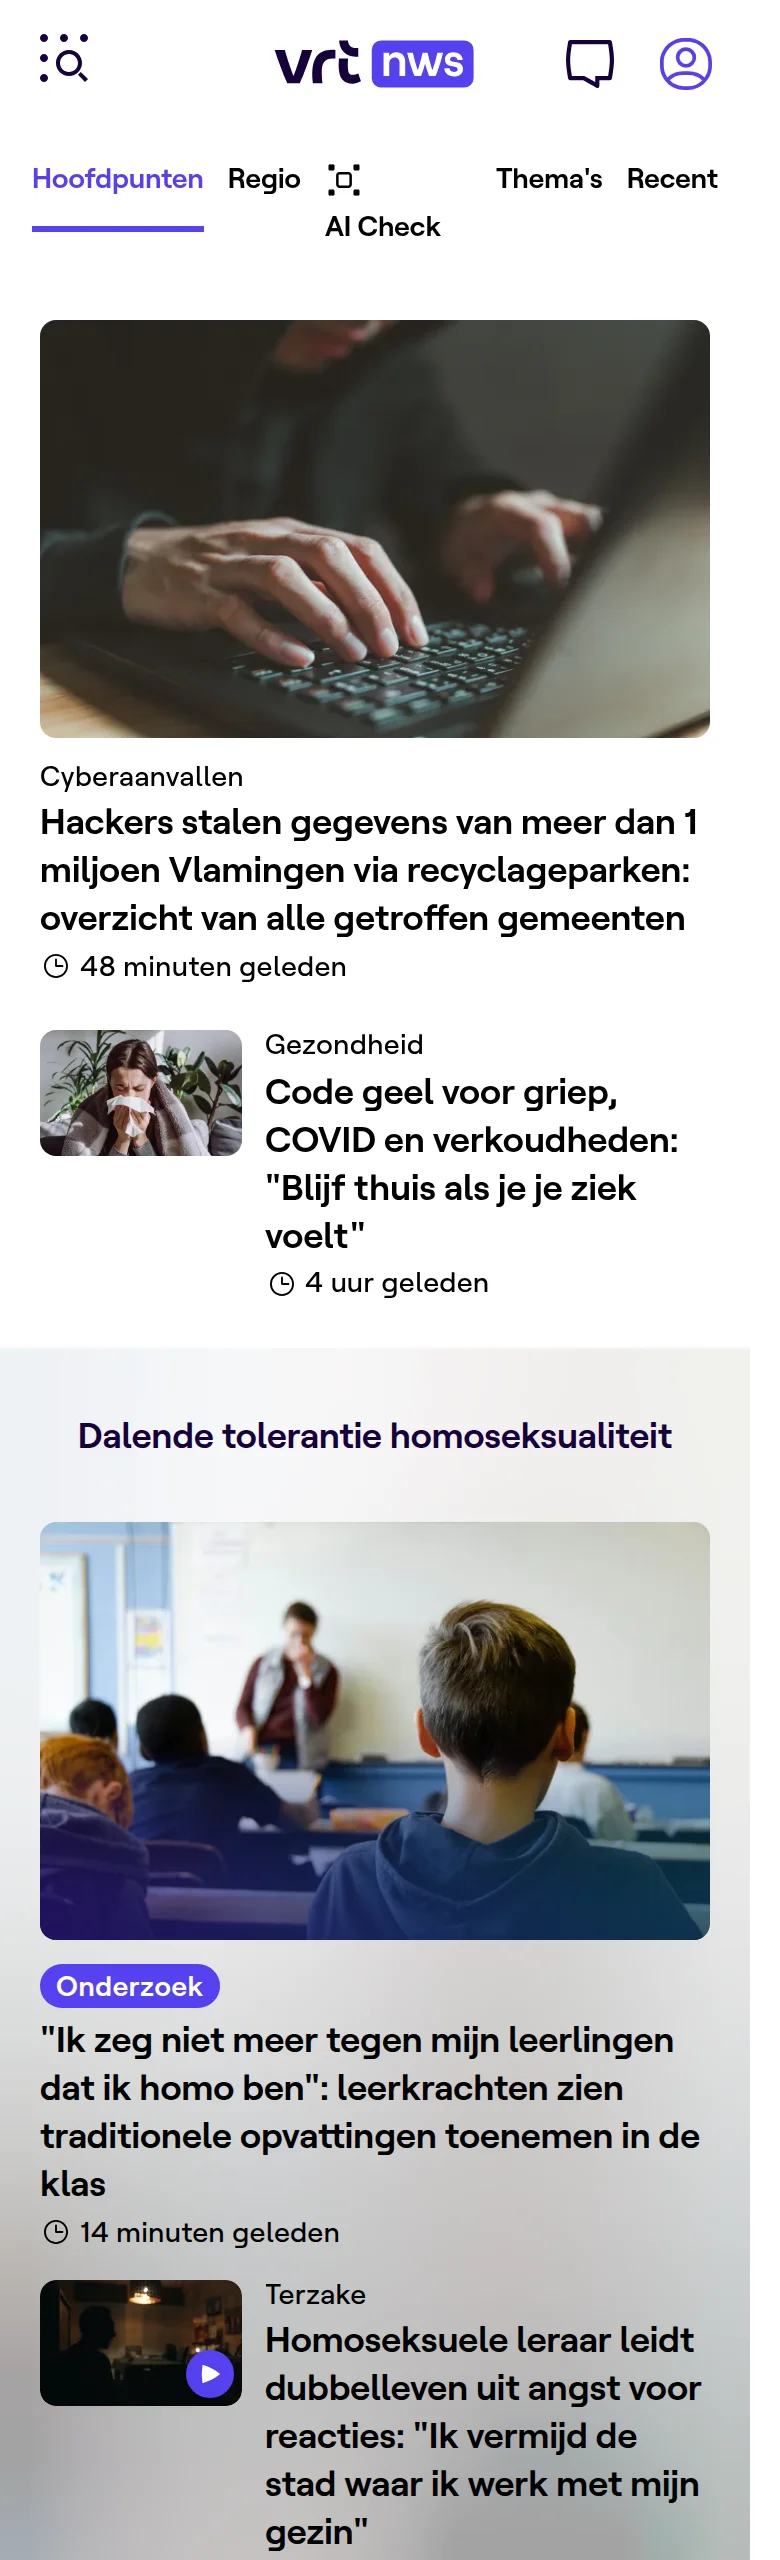 vrt nws
Hoofdpunten
Regio
AI Check
Thema's
Recent
Cyberaanvallen
Hackers stalen gegevens van meer dan 1
miljoen Vlamingen via recyclageparken:
overzicht van alle getroffen gemeenten
48 minuten geleden
Gezondheid
Code geel voor griep,
COVID en verkoudheden:
"Blijf thuis als je je ziek
voelt"
4 uur geleden
Dalende tolerantie homoseksualiteit
Onderzoek
"Ik zeg niet meer tegen mijn leerlingen
dat ik homo ben": leerkrachten zien
traditionele opvattingen toenemen in de
klas
14 minuten geleden
Terzake
Homoseksuele leraar leidt
dubbelleven uit angst voor
reacties: "Ik vermijd de
stad waar ik werk met mijn
gezin"